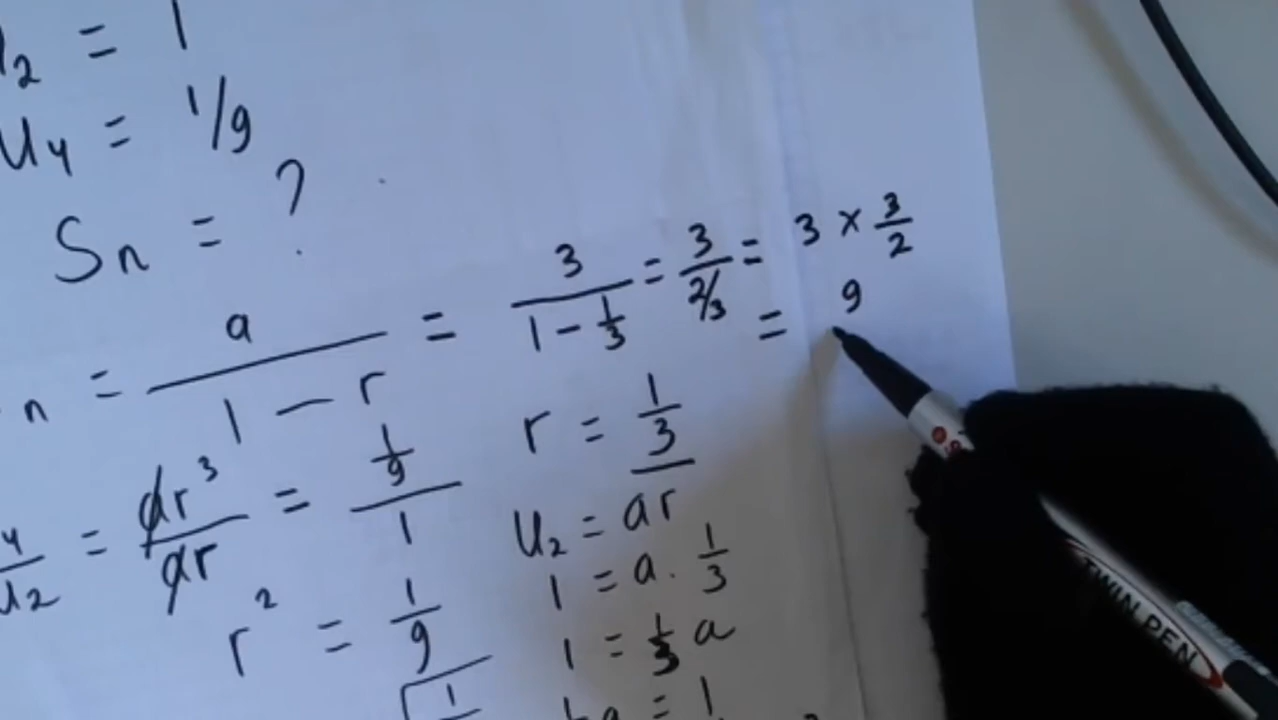 U₂ = 1
U₄ = 1/9
Sn = ?
n = a/(1 - r) = 3/(1 - 1/3) = 3/(2/3) = 3 × 3/2
= 9
r = 1/3
4/U₂ = ar³/ar = (1/9)/1
U₂ = ar
1 = a · 1/3
r² = 1/9
1 = 1/3 a
a = 1
TWIN PEN